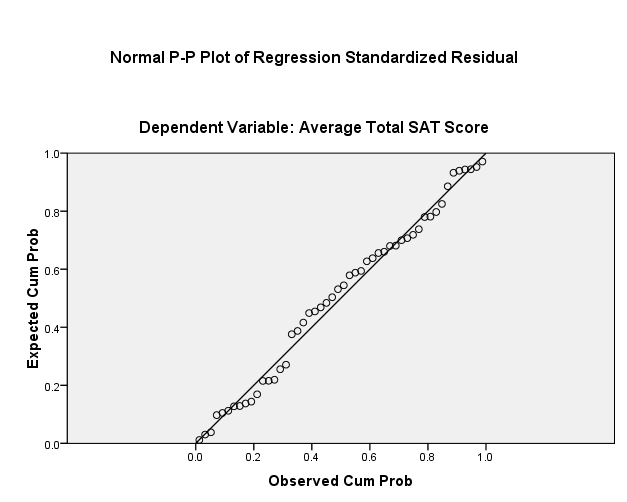 Normal P-P Plot of Regression Standardized Residual
Dependent Variable: Average Total SAT Score
1.0
0.8
0.6
0.4
0.2
0.0
Expected Cum Prob
0.0 0.2 0.4 0.6 0.8 1.0
Observed Cum Prob